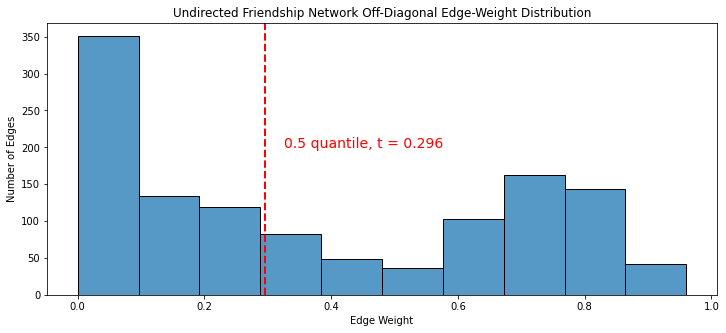 Undirected Friendship Network Off-Diagonal Edge-Weight Distribution
350
300
250
200
150
100
50
0
Number of Edges
0.5 quantile, t = 0.296
0.0 0.2 0.4 0.6 0.8 1.0
Edge Weight